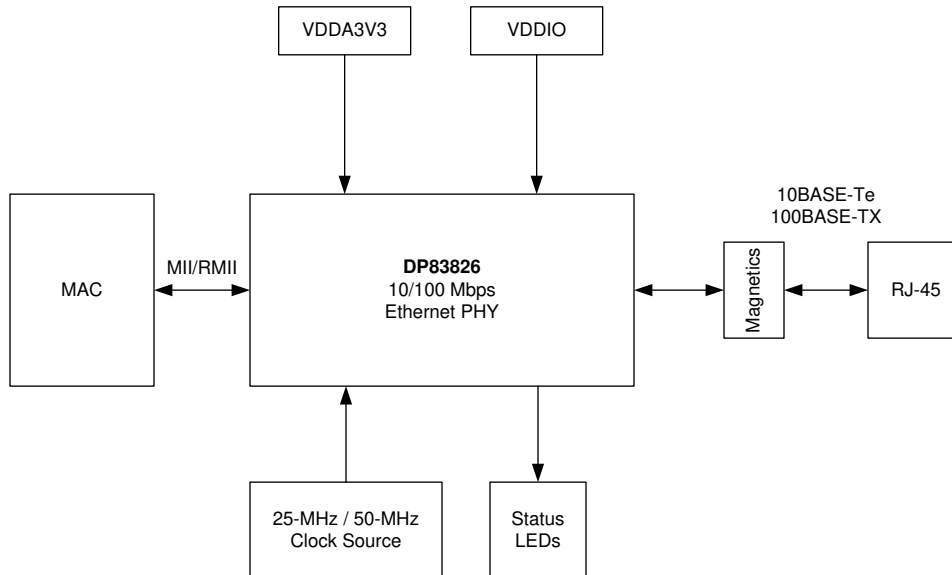 VDDA3V3
VDDIO
10BASE-Te
100BASE-TX
MAC
MII/RMII
DP83826
10/100 Mbps
Ethernet PHY
Magnetics
RJ-45
25-MHz / 50-MHz
Clock Source
Status
LEDs